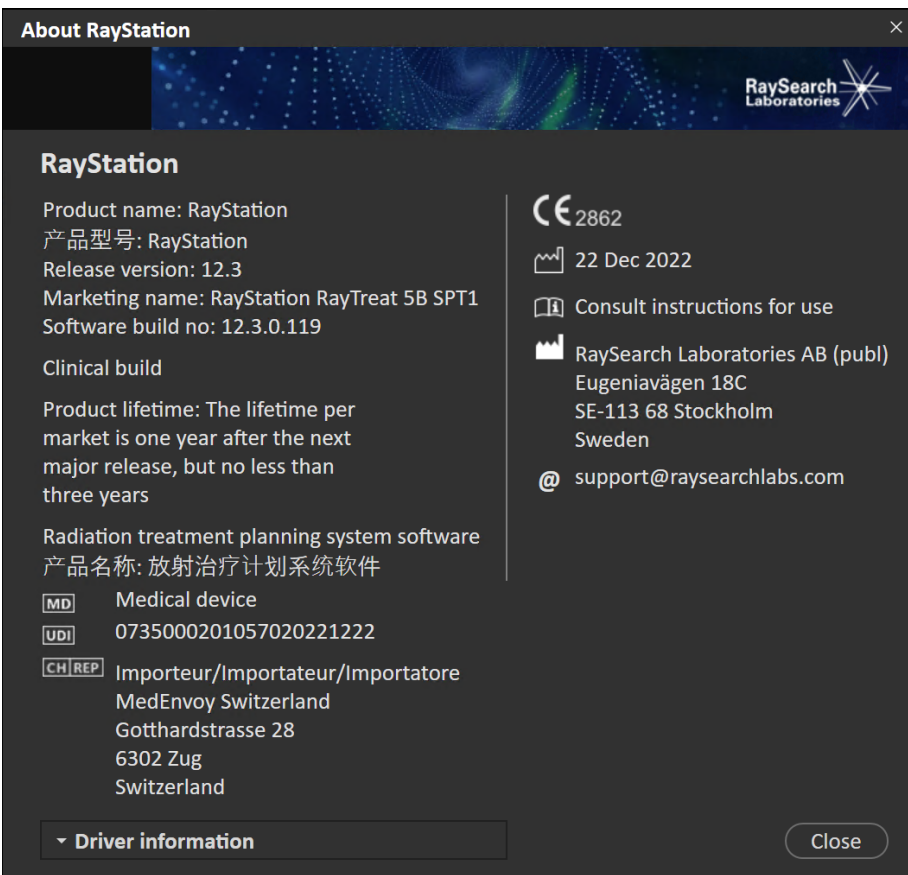 About RayStation
RaySearch
Laboratories
RayStation
Product name: RayStation
产品型号: RayStation
Release version: 12.3
Marketing name: RayStation RayTreat 5B SPT1
Software build no: 12.3.0.119
Clinical build
Product lifetime: The lifetime per
market is one year after the next
major release, but no less than
three years
Radiation treatment planning system software
产品名称: 放射治疗计划系统软件
MD Medical device
UDI 0735000201057020221222
CH REP Importeur/Importateur/Importatore
MedEnvoy Switzerland
Gotthardstrasse 28
6302 Zug
Switzerland
CE 2862
22 Dec 2022
Consult instructions for use
RaySearch Laboratories AB (publ)
Eugeniavägen 18C
SE-113 68 Stockholm
Sweden
@ support@raysearchlabs.com
Driver information
Close